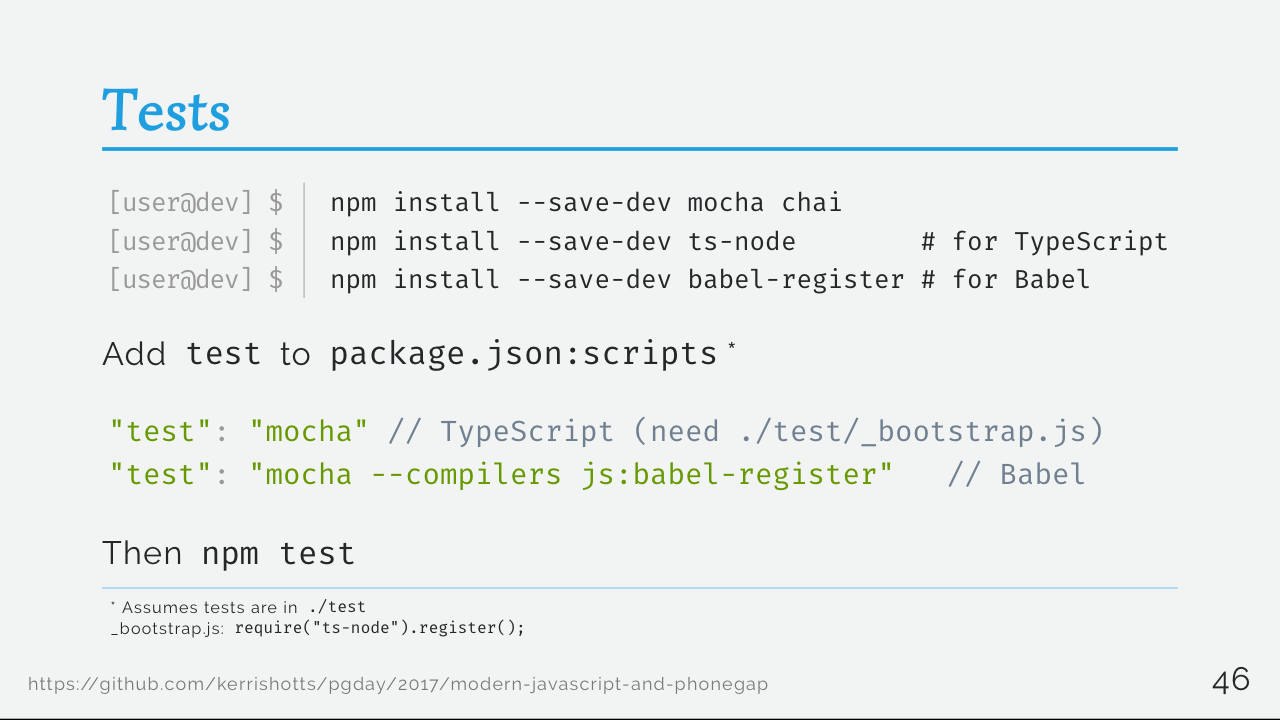 Tests
[user@dev] $ npm install --save-dev mocha chai
[user@dev] $ npm install --save-dev ts-node # for TypeScript
[user@dev] $ npm install --save-dev babel-register # for Babel
Add test to package.json:scripts *
"test": "mocha" // TypeScript (need ./test/_bootstrap.js)
"test": "mocha --compilers js:babel-register" // Babel
Then npm test
* Assumes tests are in ./test
_bootstrap.js: require("ts-node").register();
https://github.com/kerrishotts/pgday/2017/modern-javascript-and-phonegap
46